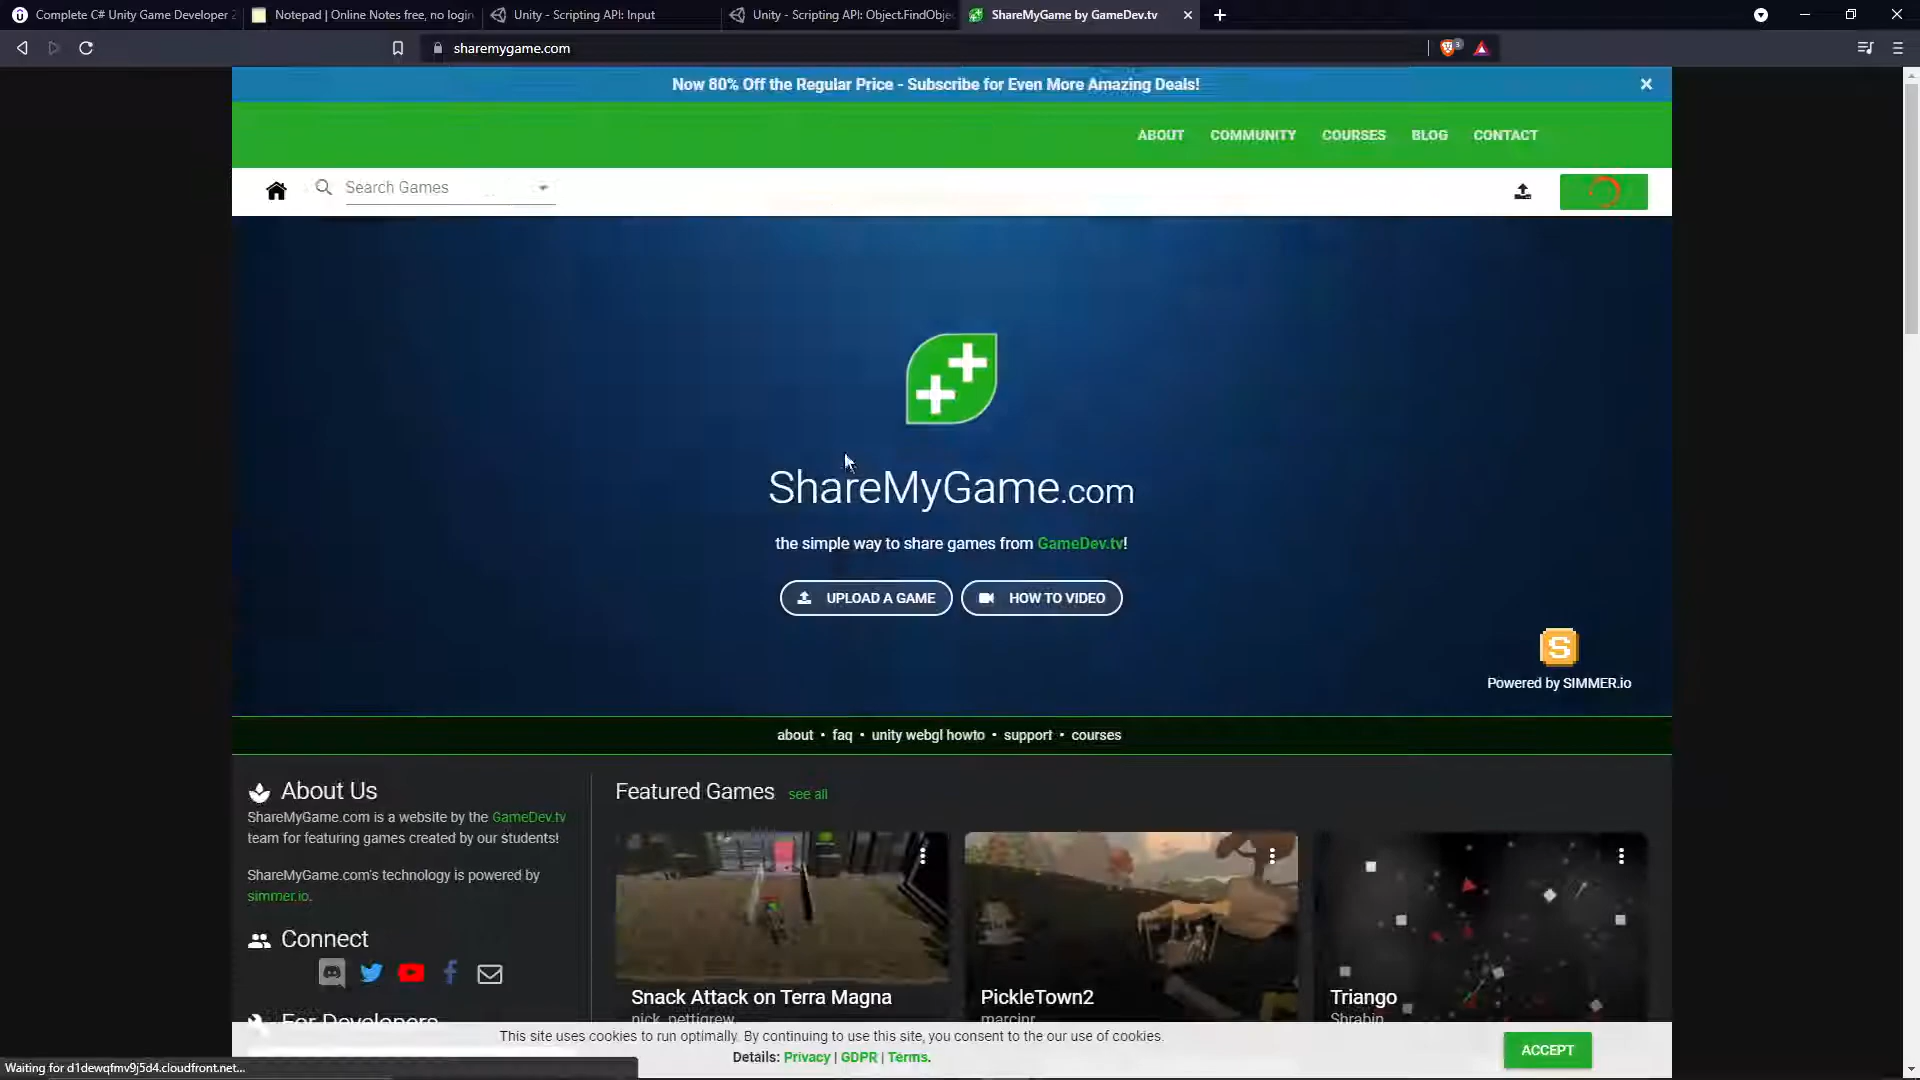 Complete C# Unity Game Developer 2
Notepad | Online Notes free, no login
Unity - Scripting API: Input
Unity - Scripting API: Object.FindObje
ShareMyGame by GameDev.tv
sharemygame.com
Now 80% Off the Regular Price - Subscribe for Even More Amazing Deals!
ABOUT COMMUNITY COURSES BLOG CONTACT
Search Games
ShareMyGame.com
the simple way to share games from GameDev.tv!
UPLOAD A GAME
HOW TO VIDEO
S
Powered by SIMMER.io
about • faq • unity webgl howto • support • courses
About Us
ShareMyGame.com is a website by the GameDev.tv
team for featuring games created by our students!
ShareMyGame.com's technology is powered by
simmer.io.
Connect
For Developers
Featured Games see all
Snack Attack on Terra Magna
nick_pettigrew
PickleTown2
marcinr
Triango
Shrabin
This site uses cookies to run optimally. By continuing to use this site, you consent to the our use of cookies.
Details: Privacy | GDPR | Terms.
ACCEPT
Waiting for d1dewqfmv9j5d4.cloudfront.net...